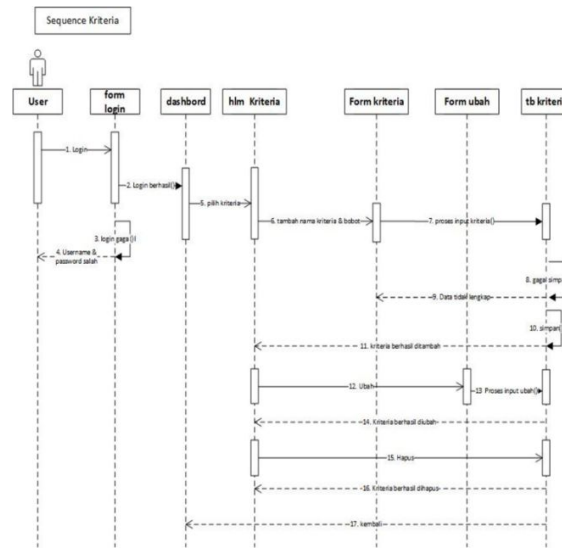 Sequence Kriteria
User
form
login
dashbord
hlm Kriteria
Form kriteria
Form ubah
tb kriteria
1. Login
2. Login berhasil()
5. pilih kriteria
6. tambah nama kriteria & bobot
7. proses input kriteria()
3. login gaga ()l
4. Username &
password salah
8. gagal simp
9. Data tidak lengkap
10. simpan(
11. kriteria berhasil ditambah
12. Ubah
13. Proses input ubah()
14. Kriteria berhasil diubah
15. Hapus
16. Kriteria berhasil dihapus
17. kembali